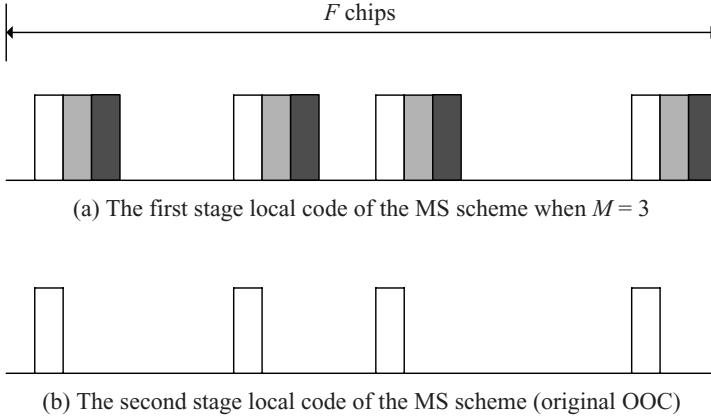 F chips
(a) The first stage local code of the MS scheme when M = 3
(b) The second stage local code of the MS scheme (original OOC)